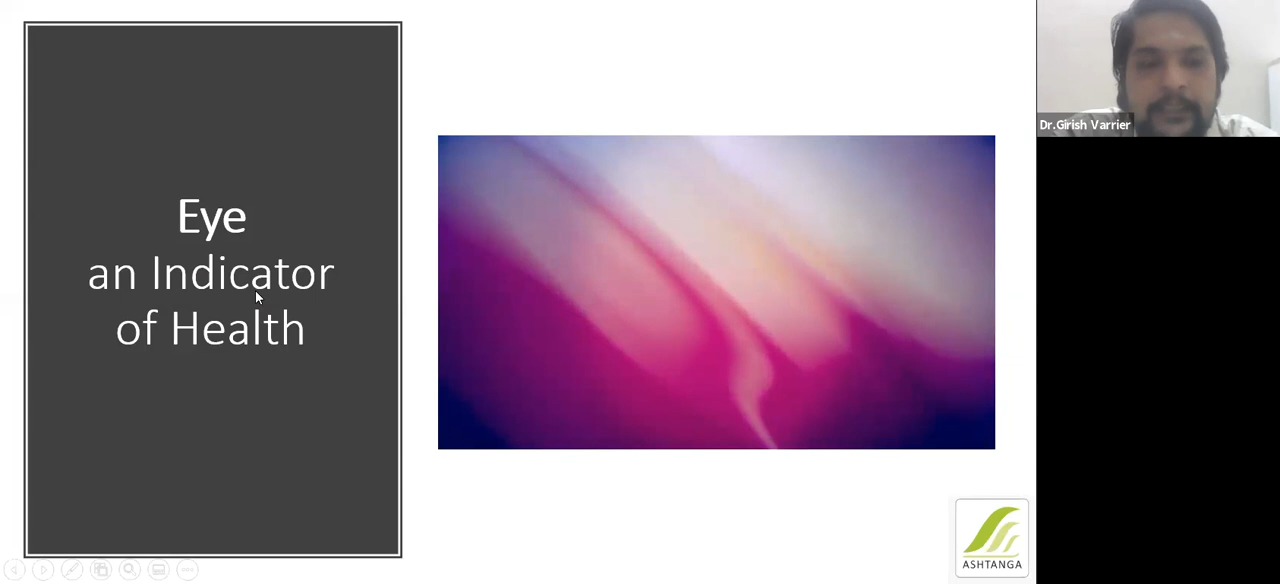 Eye
an Indicator
of Health
Dr.Girish Varrier
ASHTANGA